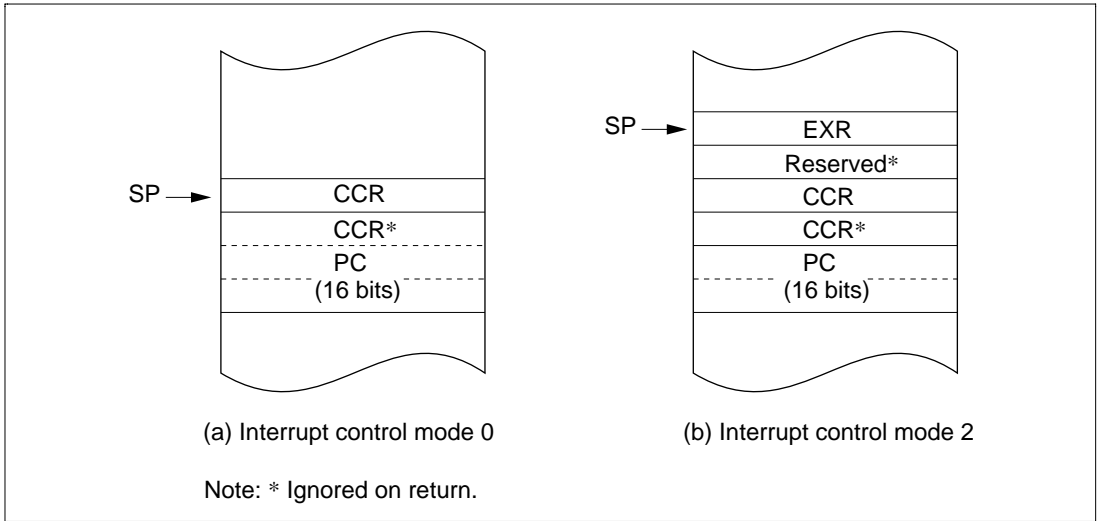 SP
CCR
CCR*
PC
(16 bits)
(a) Interrupt control mode 0
SP
EXR
Reserved*
CCR
CCR*
PC
(16 bits)
(b) Interrupt control mode 2
Note: * Ignored on return.